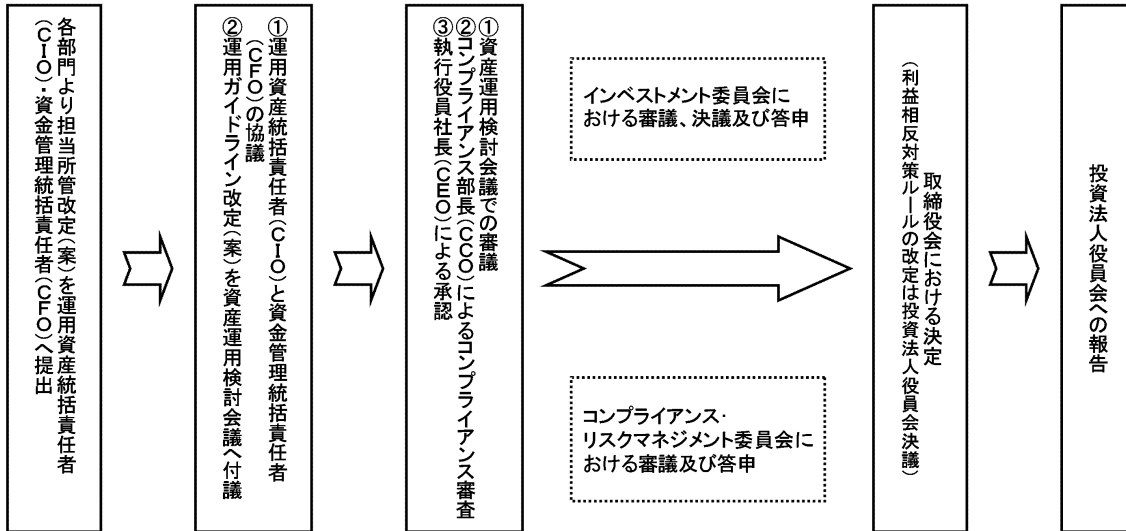 各部門より担当所管改定(案)を運用資産統括責任者
(CIO)・資金管理統括責任者(CFO)へ提出
①運用資産統括責任者(CIO)と資金管理統括責任者
(CFO)の協議
②運用ガイドライン改定(案)を資産運用検討会議へ付議
①資産運用検討会議での審議
②コンプライアンス部長(CCO)によるコンプライアンス審査
③執行役員社長(CEO)による承認
インベストメント委員会に
おける審議、決議及び答申
コンプライアンス・
リスクマネジメント委員会に
おける審議及び答申
取締役会における決定
(利益相反対策ルールの改定は投資法人役員会決議)
投資法人役員会への報告